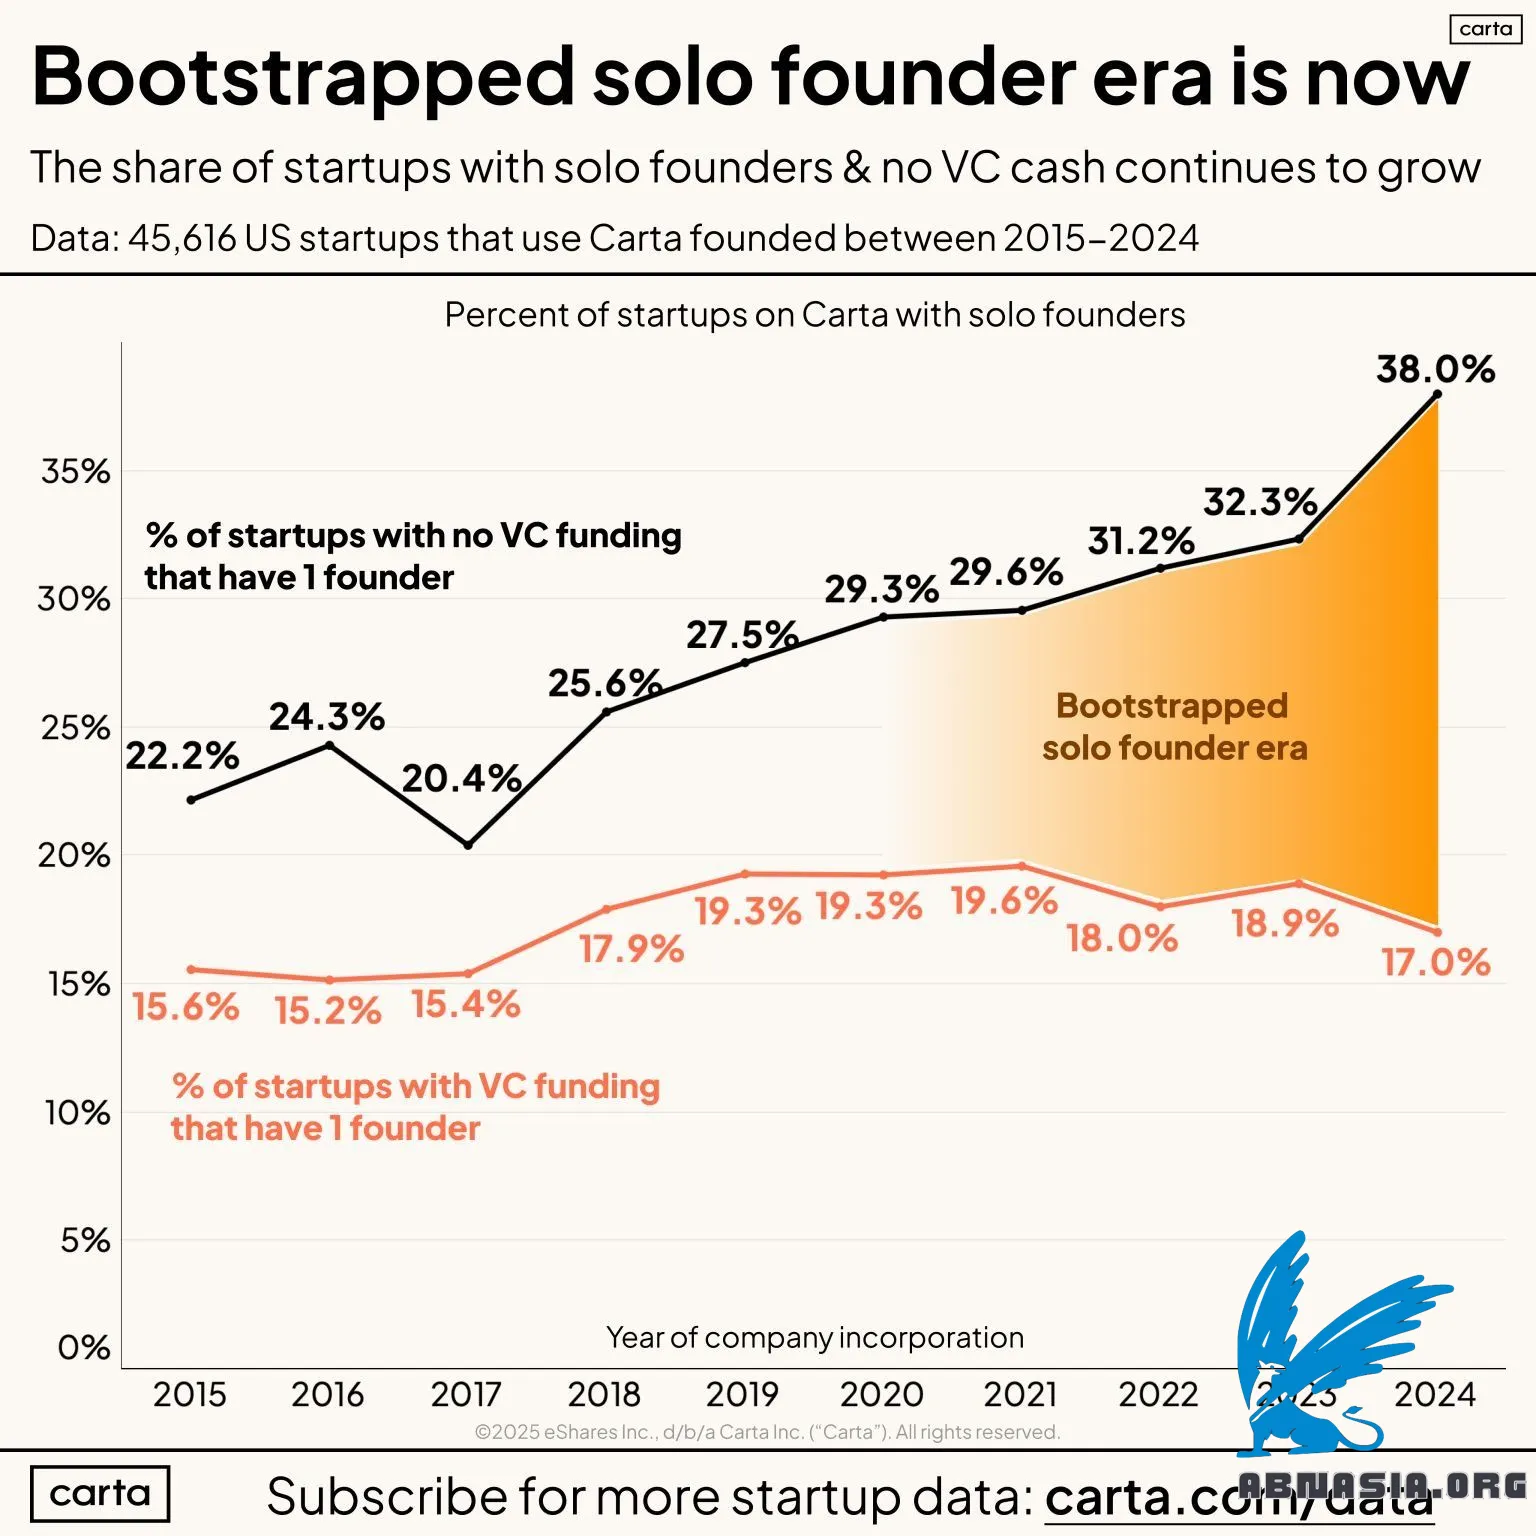 carta
Bootstrapped solo founder era is now
The share of startups with solo founders & no VC cash continues to grow
Data: 45,616 US startups that use Carta founded between 2015–2024
Percent of startups on Carta with solo founders
38.0%
35%
32.3%
% of startups with no VC funding
that have 1 founder
31.2%
29.6%
29.3%
30%
27.5%
25.6%
24.3%
Bootstrapped
solo founder era
25%
22.2%
20.4%
20%
19.3%
19.3%
19.6%
18.0%
18.9%
17.9%
17.0%
15%
15.6%
15.2%
15.4%
% of startups with VC funding
that have 1 founder
10%
5%
0%
Year of company incorporation
2015 2016 2017 2018 2019 2020 2021 2022 2023 2024
©2025 eShares Inc., d/b/a Carta Inc. (“Carta”). All rights reserved.
carta
Subscribe for more startup data: carta.com/data
ABNASIA.ORG